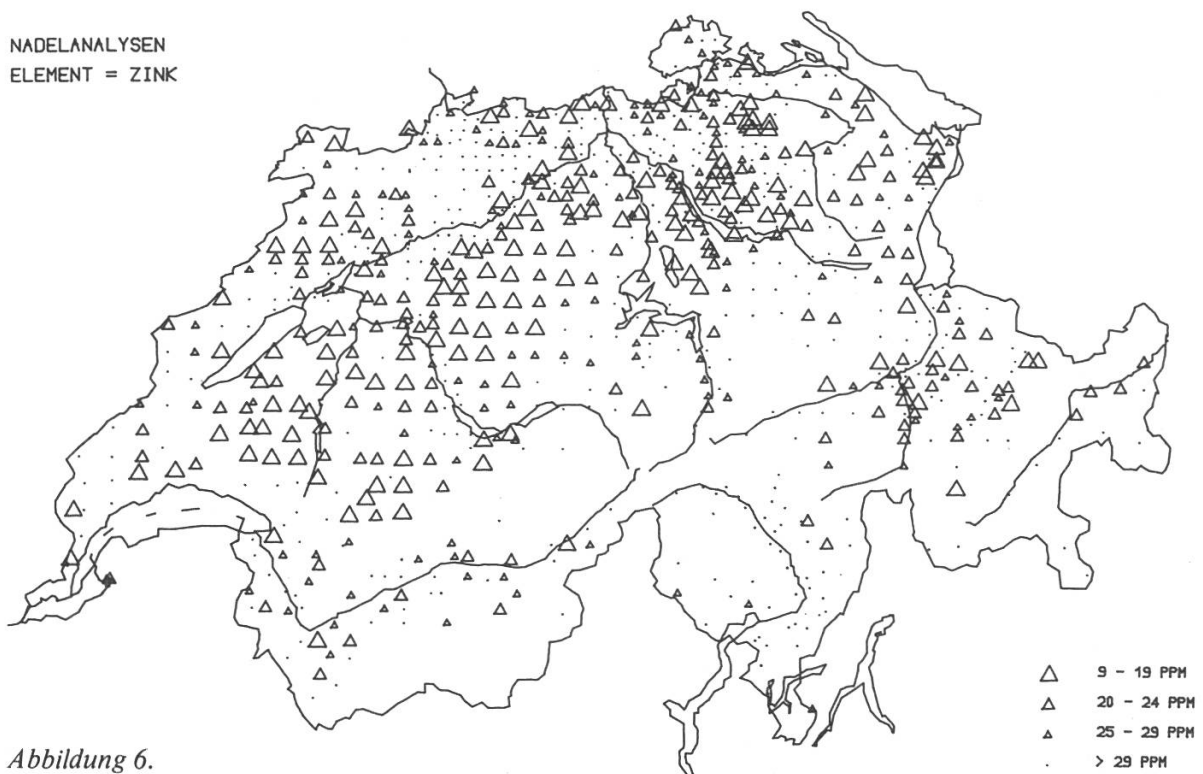 NADELANALYSEN
ELEMENT = ZINK
9 - 19 PPM
20 - 24 PPM
25 - 29 PPM
> 29 PPM
Abbildung 6.